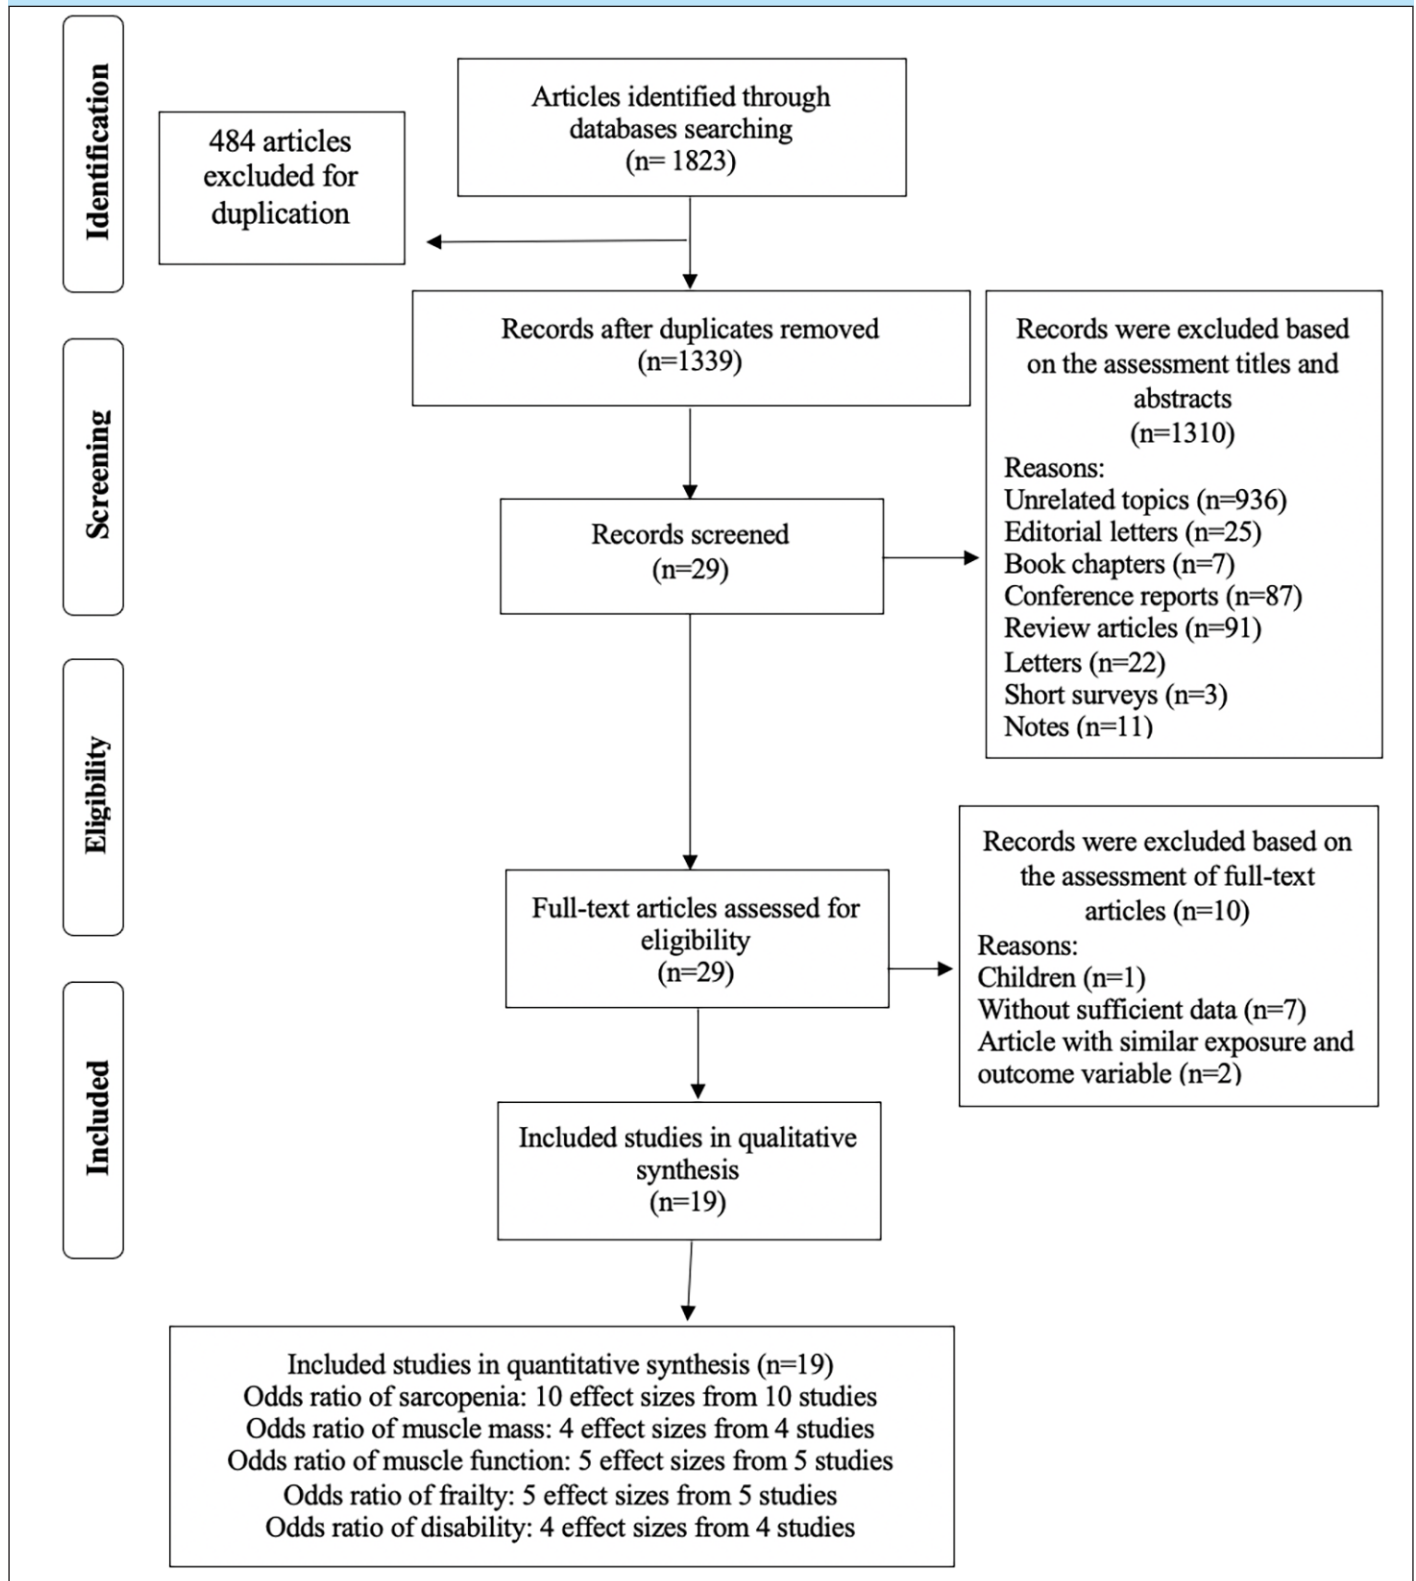 Identification
Articles identified through
databases searching
(n= 1823)
484 articles
excluded for
duplication
Records after duplicates removed
(n=1339)
Screening
Records screened
(n=29)
Records were excluded based
on the assessment titles and
abstracts
(n=1310)
Reasons:
Unrelated topics (n=936)
Editorial letters (n=25)
Book chapters (n=7)
Conference reports (n=87)
Review articles (n=91)
Letters (n=22)
Short surveys (n=3)
Notes (n=11)
Eligibility
Full-text articles assessed for
eligibility
(n=29)
Records were excluded based on
the assessment of full-text
articles (n=10)
Reasons:
Children (n=1)
Without sufficient data (n=7)
Article with similar exposure and
outcome variable (n=2)
Included
Included studies in qualitative
synthesis
(n=19)
Included studies in quantitative synthesis (n=19)
Odds ratio of sarcopenia: 10 effect sizes from 10 studies
Odds ratio of muscle mass: 4 effect sizes from 4 studies
Odds ratio of muscle function: 5 effect sizes from 5 studies
Odds ratio of frailty: 5 effect sizes from 5 studies
Odds ratio of disability: 4 effect sizes from 4 studies